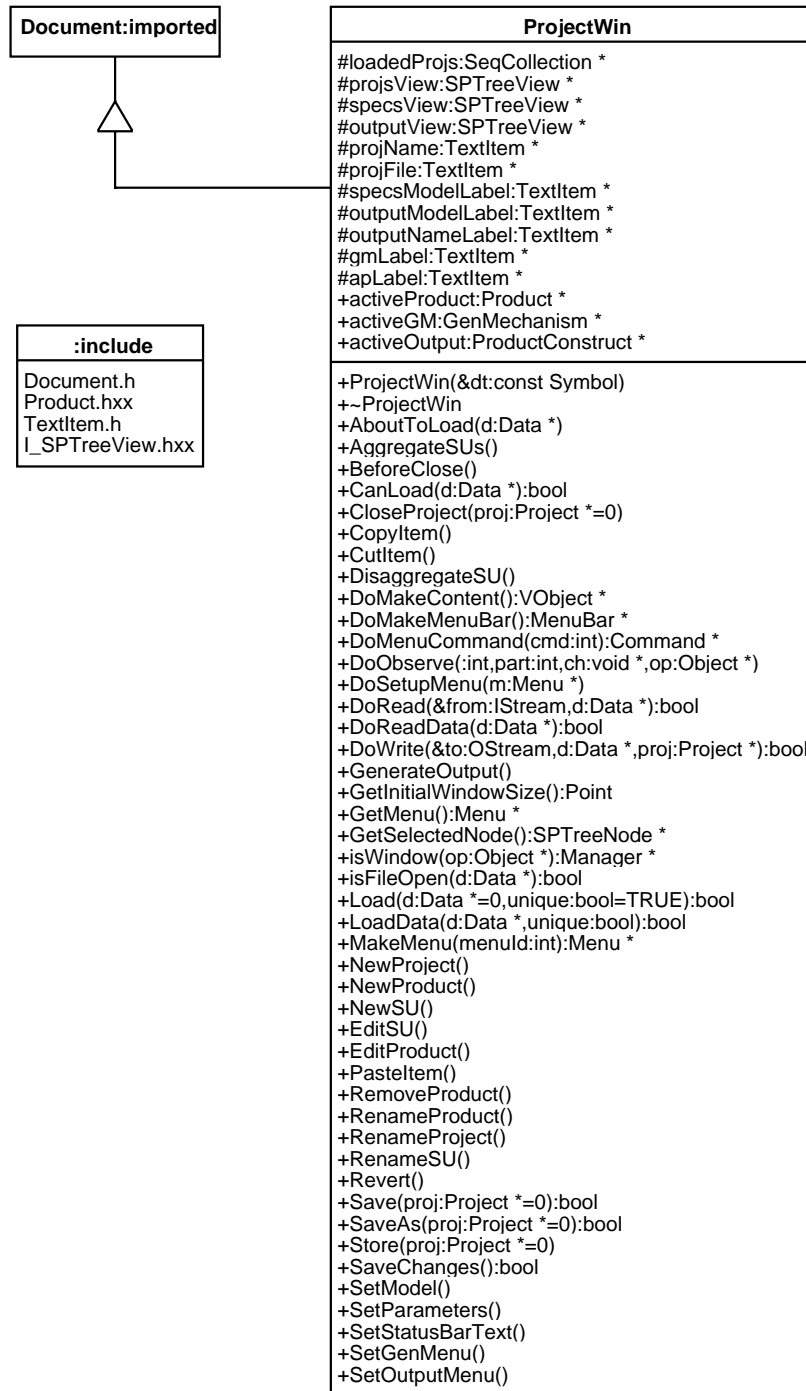 Document:imported
ProjectWin
#loadedProjs:SeqCollection *
#projsView:SPTreeView *
#specsView:SPTreeView *
#outputView:SPTreeView *
#projName:TextItem *
#projFile:TextItem *
#specsModelLabel:TextItem *
#outputModelLabel:TextItem *
#outputNameLabel:TextItem *
#gmLabel:TextItem *
#apLabel:TextItem *
+activeProduct:Product *
+activeGM:GenMechanism *
+activeOutput:ProductConstruct *
:include
Document.h
Product.hxx
TextItem.h
I_SPTreeView.hxx
+ProjectWin(&dt:const Symbol)
+~ProjectWin
+AboutToLoad(d:Data *)
+AggregateSUs()
+BeforeClose()
+CanLoad(d:Data *):bool
+CloseProject(proj:Project *=0)
+CopyItem()
+CutItem()
+DisaggregateSU()
+DoMakeContent():VObject *
+DoMakeMenuBar():MenuBar *
+DoMenuCommand(cmd:int):Command *
+DoObserve(:int,part:int,ch:void *,op:Object *)
+DoSetupMenu(m:Menu *)
+DoRead(&from:IStream,d:Data *):bool
+DoReadData(d:Data *):bool
+DoWrite(&to:OStream,d:Data *,proj:Project *):bool
+GenerateOutput()
+GetInitialWindowSize():Point
+GetMenu():Menu *
+GetSelectedNode():SPTreeNode *
+isWindow(op:Object *):Manager *
+isFileOpen(d:Data *):bool
+Load(d:Data *=0,unique:bool=TRUE):bool
+LoadData(d:Data *,unique:bool):bool
+MakeMenu(menuId:int):Menu *
+NewProject()
+NewProduct()
+NewSU()
+EditSU()
+EditProduct()
+PasteItem()
+RemoveProduct()
+RenameProduct()
+RenameProject()
+RenameSU()
+Revert()
+Save(proj:Project *=0):bool
+SaveAs(proj:Project *=0):bool
+Store(proj:Project *=0)
+SaveChanges():bool
+SetModel()
+SetParameters()
+SetStatusBarText()
+SetGenMenu()
+SetOutputMenu()